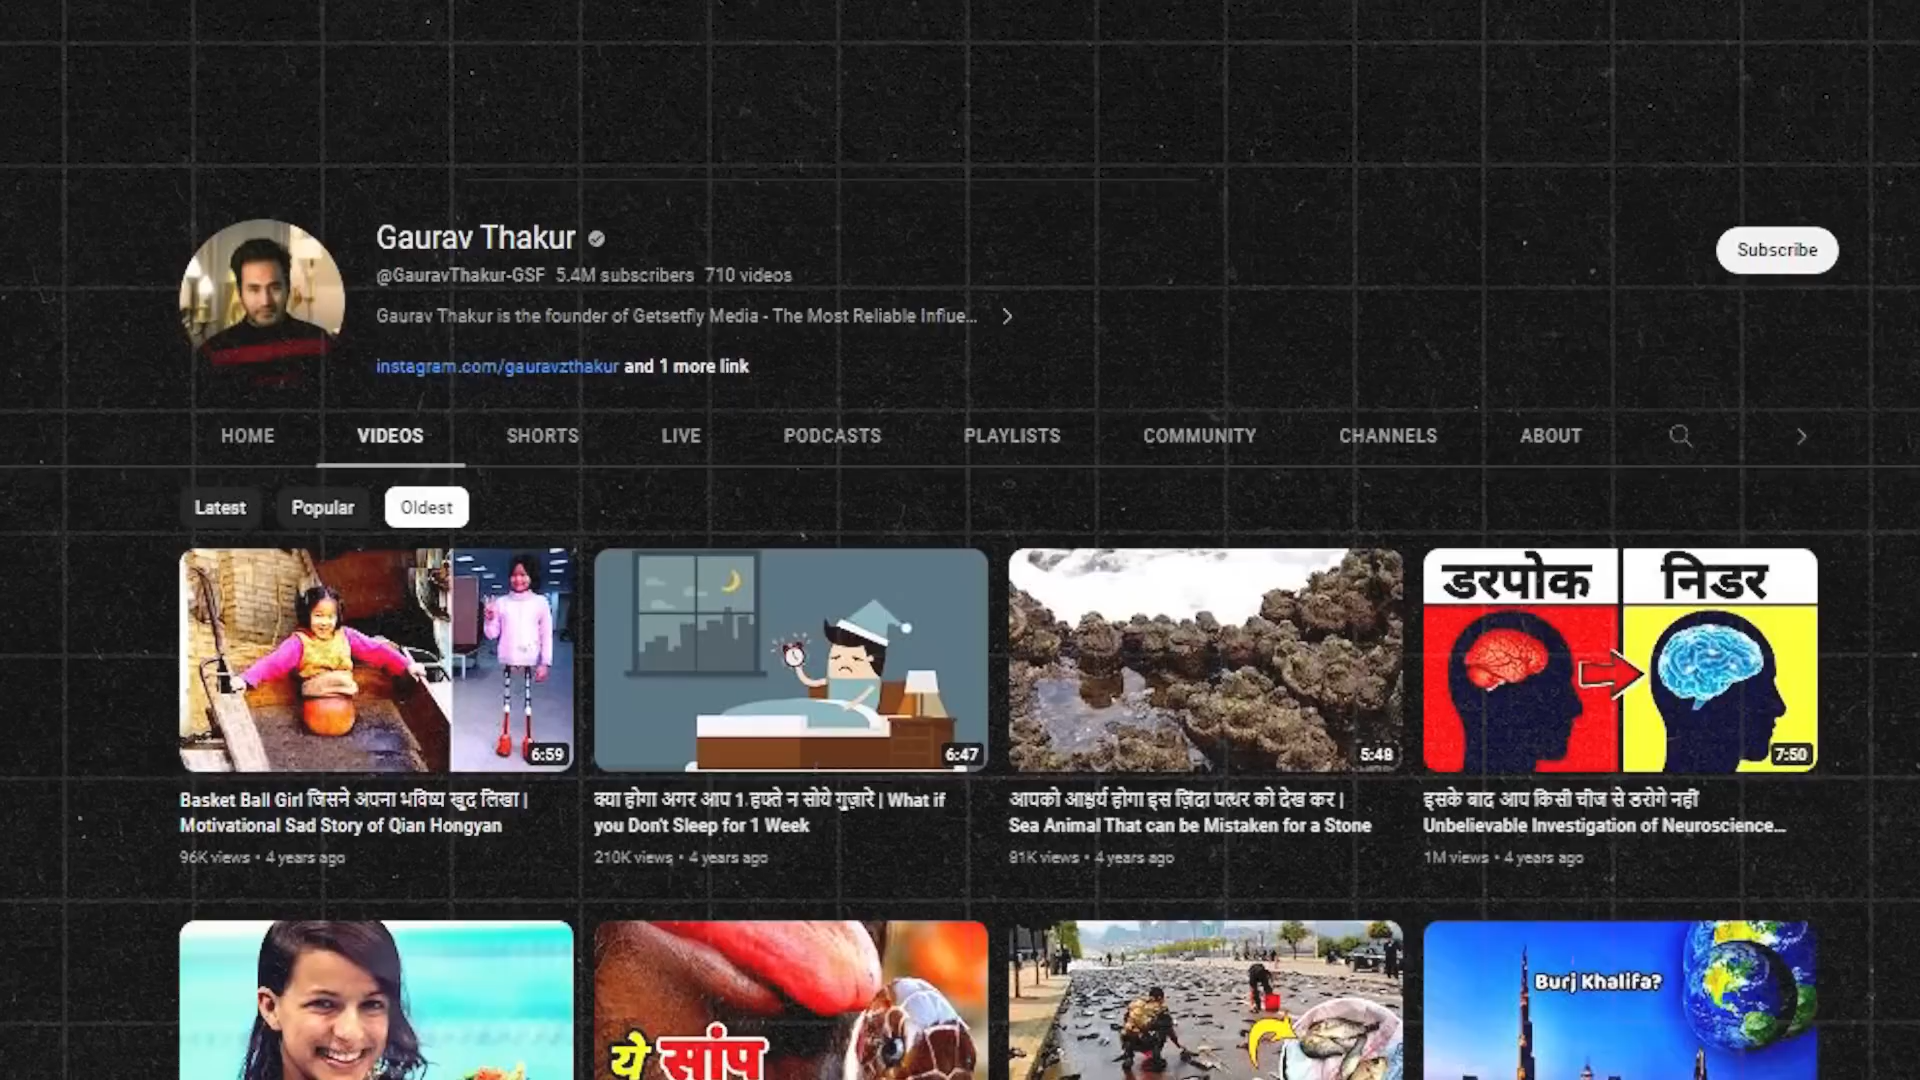 Gaurav Thakur
@GauravThakur-GSF 5.4M subscribers 710 videos
Gaurav Thakur is the founder of Getsetfly Media - The Most Reliable Influe...
instagram.com/gauravzthakur and 1 more link
Subscribe
HOME VIDEOS SHORTS LIVE PODCASTS PLAYLISTS COMMUNITY CHANNELS ABOUT
Latest Popular Oldest
6:59
6:47
5:48
डरपोक निडर
7:50
Basket Ball Girl जिसने अपना भविष्य खुद लिखा |
Motivational Sad Story of Qian Hongyan
96K views • 4 years ago
क्या होगा अगर आप 1 हफ्ते न सोये गुज़ारे | What if
you Don't Sleep for 1 Week
210K views • 4 years ago
आपको आश्चर्य होगा इस ज़िंदा पत्थर को देख कर |
Sea Animal That can be Mistaken for a Stone
81K views • 4 years ago
इसके बाद आप किसी चीज से डरोगे नहीं
Unbelievable Investigation of Neuroscience...
1M views • 4 years ago
ये सांप
Burj Khalifa?